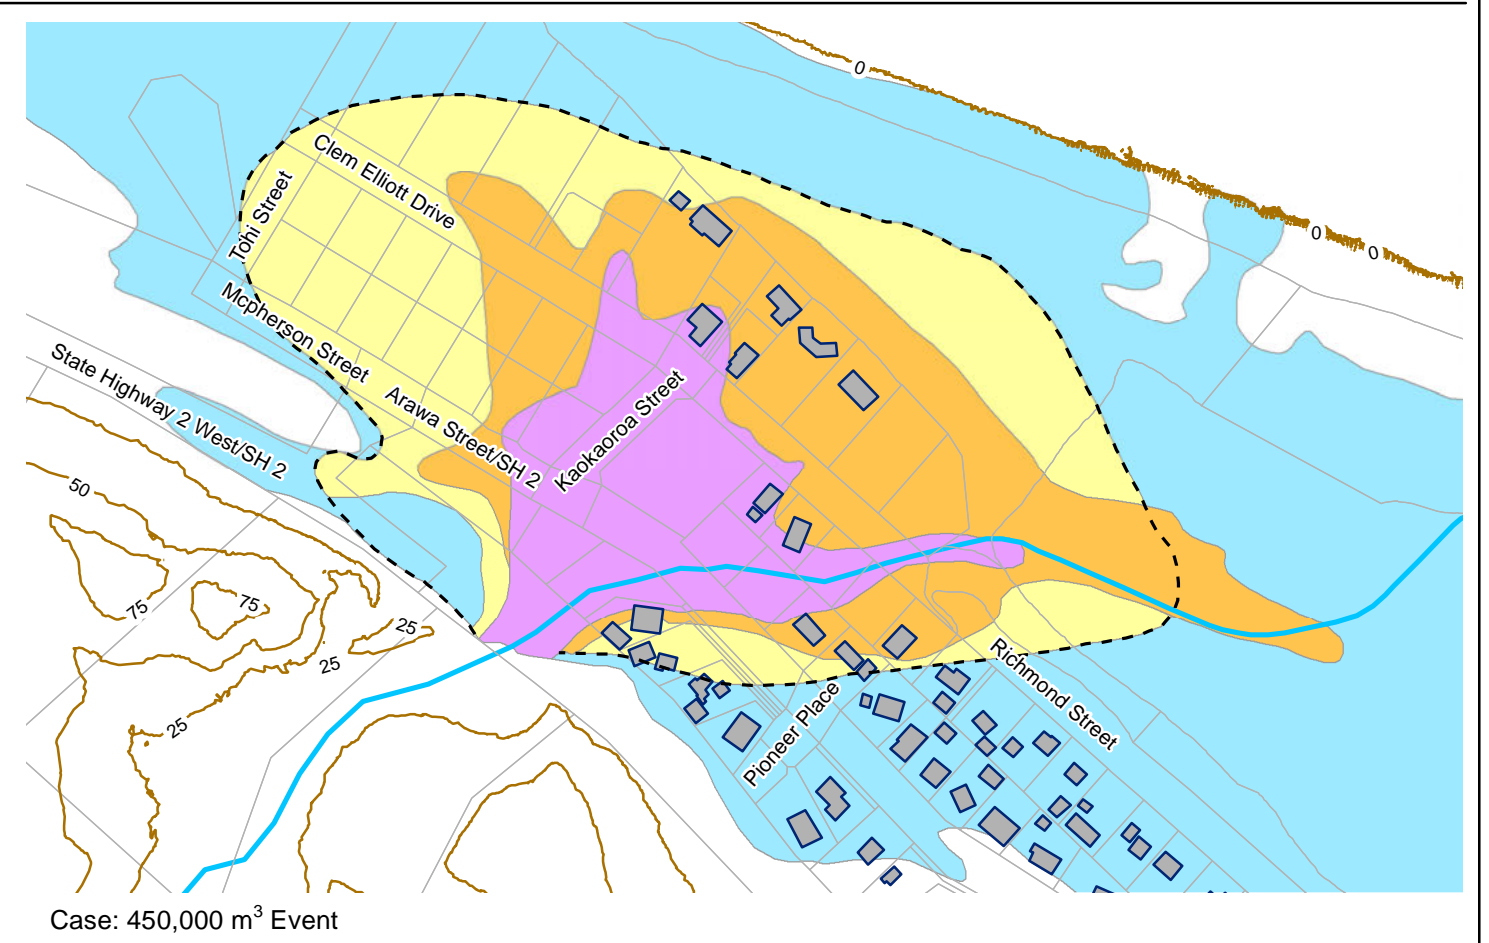 0
Clem Elliott Drive
Tohi Street
0
0
Mcpherson Street
State Highway 2 West/SH 2
Arawa Street/SH 2
Kaokaoroa Street
50
75
75
25
25
25
Richmond Street
Pioneer Place
Case: 450,000 m³ Event